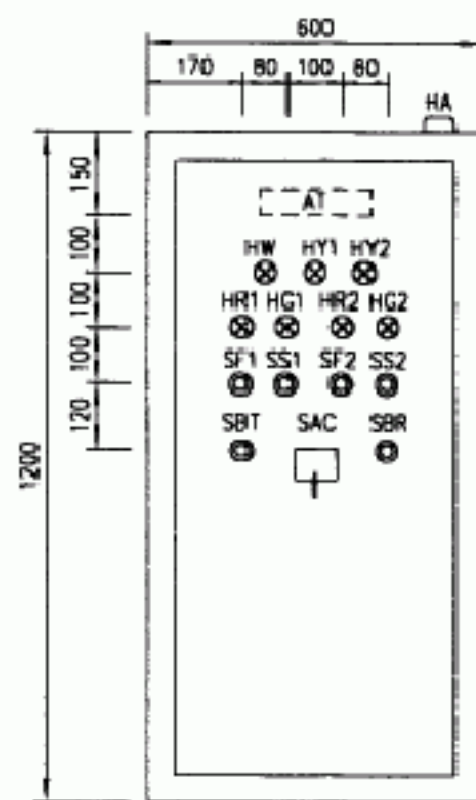 600
170 80 100 80
HA
150
AT
100
HW HY1 HY2
100
HR1 HG1 HR2 HG2
100
SF1 SS1 SF2 SS2
120
SBT SAC SBR
1200